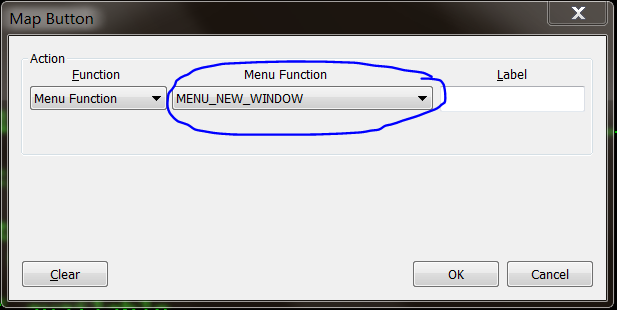 Map Button
Action
Function Menu Function Label
Menu Function MENU_NEW_WINDOW
Clear OK Cancel